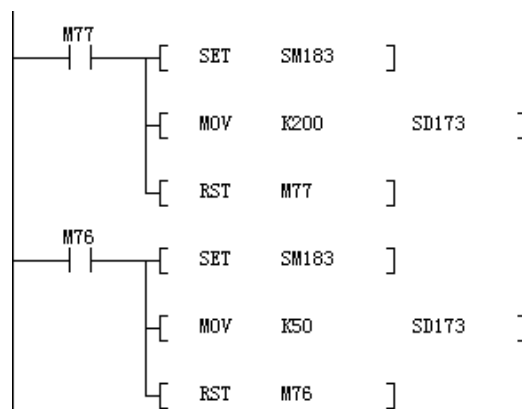 M77
SET SM183
MOV K200 SD173
RST M77
M76
SET SM183
MOV K50 SD173
RST M76